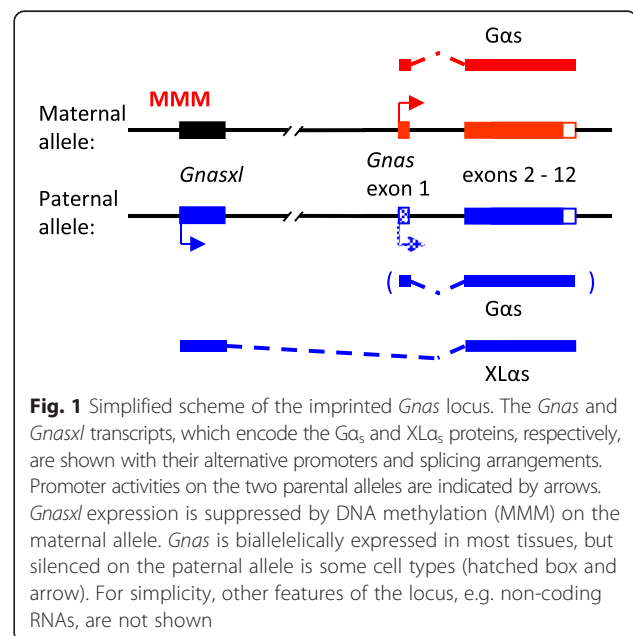 Gαs
MMM
Maternal
allele:
Gnasxl
Gnas
exon 1
exons 2 - 12
Paternal
allele:
( )
Gαs
XLαs
Fig. 1 Simplified scheme of the imprinted Gnas locus. The Gnas and
Gnasxl transcripts, which encode the Gαs and XLαs proteins, respectively,
are shown with their alternative promoters and splicing arrangements.
Promoter activities on the two parental alleles are indicated by arrows.
Gnasxl expression is suppressed by DNA methylation (MMM) on the
maternal allele. Gnas is biallelically expressed in most tissues, but
silenced on the paternal allele is some cell types (hatched box and
arrow). For simplicity, other features of the locus, e.g. non-coding
RNAs, are not shown